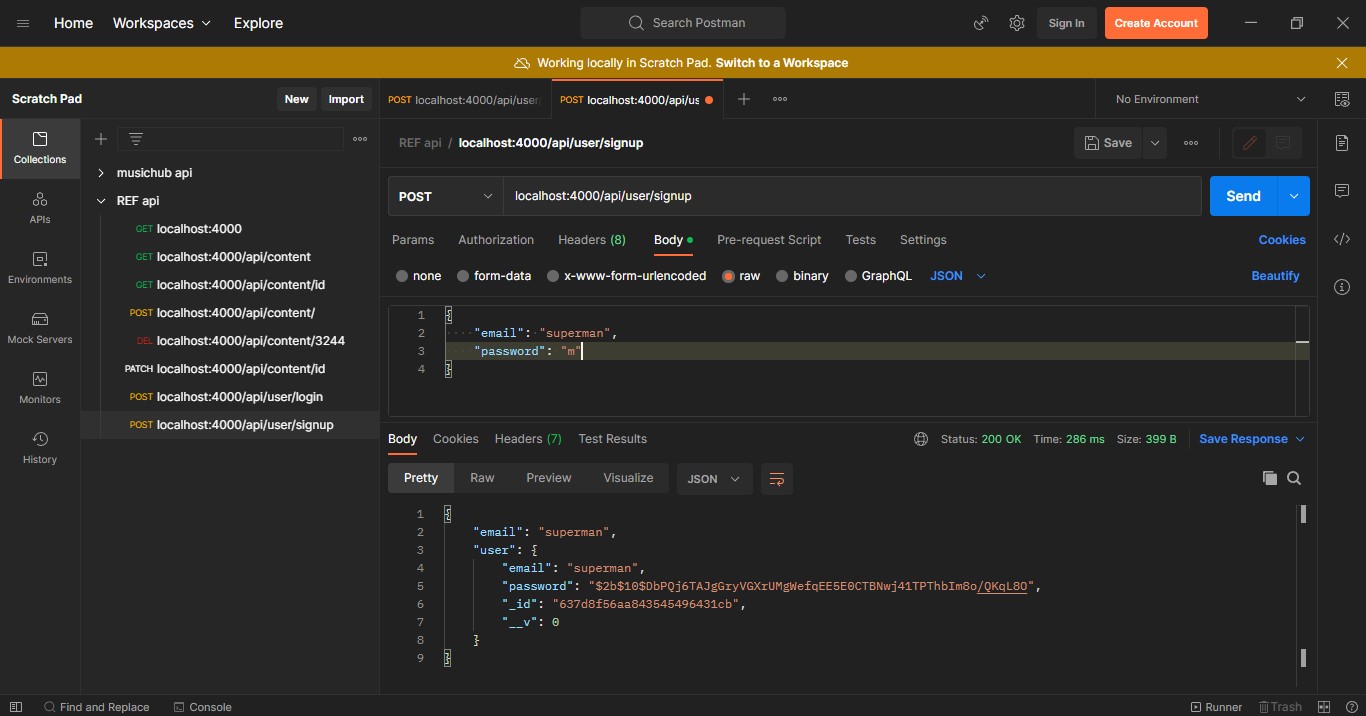 Home Workspaces Explore Search Postman Sign In Create Account
Working locally in Scratch Pad. Switch to a Workspace
Scratch Pad New Import
POST localhost:4000/api/user POST localhost:4000/api/us No Environment
Collections
APIs
Environments
Mock Servers
Monitors
History
musichub api
REF api
GET localhost:4000
GET localhost:4000/api/content
GET localhost:4000/api/content/id
POST localhost:4000/api/content/
DEL localhost:4000/api/content/3244
PATCH localhost:4000/api/content/id
POST localhost:4000/api/user/login
POST localhost:4000/api/user/signup
REF api / localhost:4000/api/user/signup Save
POST localhost:4000/api/user/signup Send
Params Authorization Headers (8) Body Pre-request Script Tests Settings Cookies
none form-data x-www-form-urlencoded raw binary GraphQL JSON Beautify
1 {
2 "email": "superman",
3 "password": "m"
4 }
Body Cookies Headers (7) Test Results Status: 200 OK Time: 286 ms Size: 399 B Save Response
Pretty Raw Preview Visualize JSON
1 {
2 "email": "superman",
3 "user": {
4 "email": "superman",
5 "password": "$2b$10$DbPQj6TAJgGryVGXrUMgWefqEE5E0CTBNwj41TPThbIm8o/QKqL8O",
6 "_id": "637d8f56aa843545496431cb",
7 "__v": 0
8 }
9 }
Find and Replace Console Runner Trash